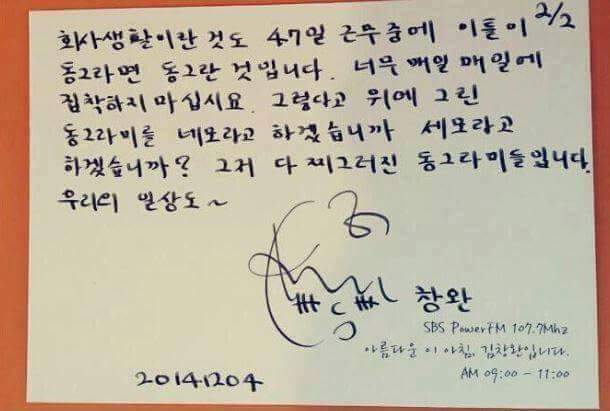 2/2
회사생활이란 것도 47일 근무중에 이틀이
동그라면 동그란 것입니다. 너무 매일 매일에
집착하지 마십시요. 그렇다고 위에 그린
동그라미를 네모라고 하겠습니까 세모라고
하겠습니까? 그저 다 찌그러진 동그라미들입니다.
우리의 일상도~
창완
SBS PowerFM 107.7Mhz
아름다운 이 아침, 김창완입니다.
20141204
AM 09:00 - 11:00